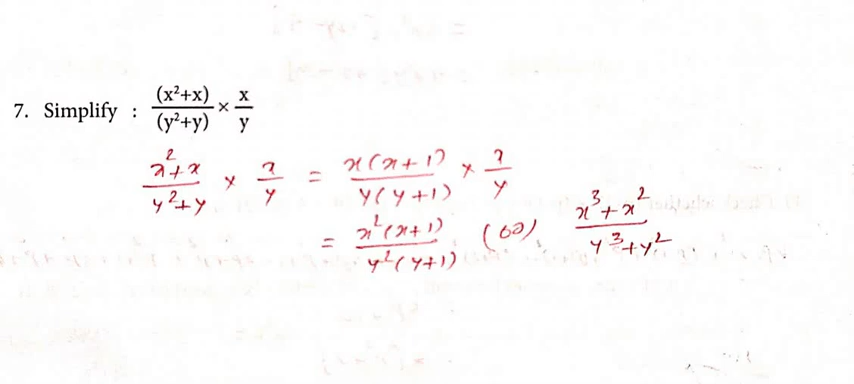 7. Simplify : (x²+x)/(y²+y) × x/y
x²+x/y²+y × x/y = x(x+1)/y(y+1) × x/y
= x²(x+1)/y²(y+1) (or) x³+x²/y³+y²